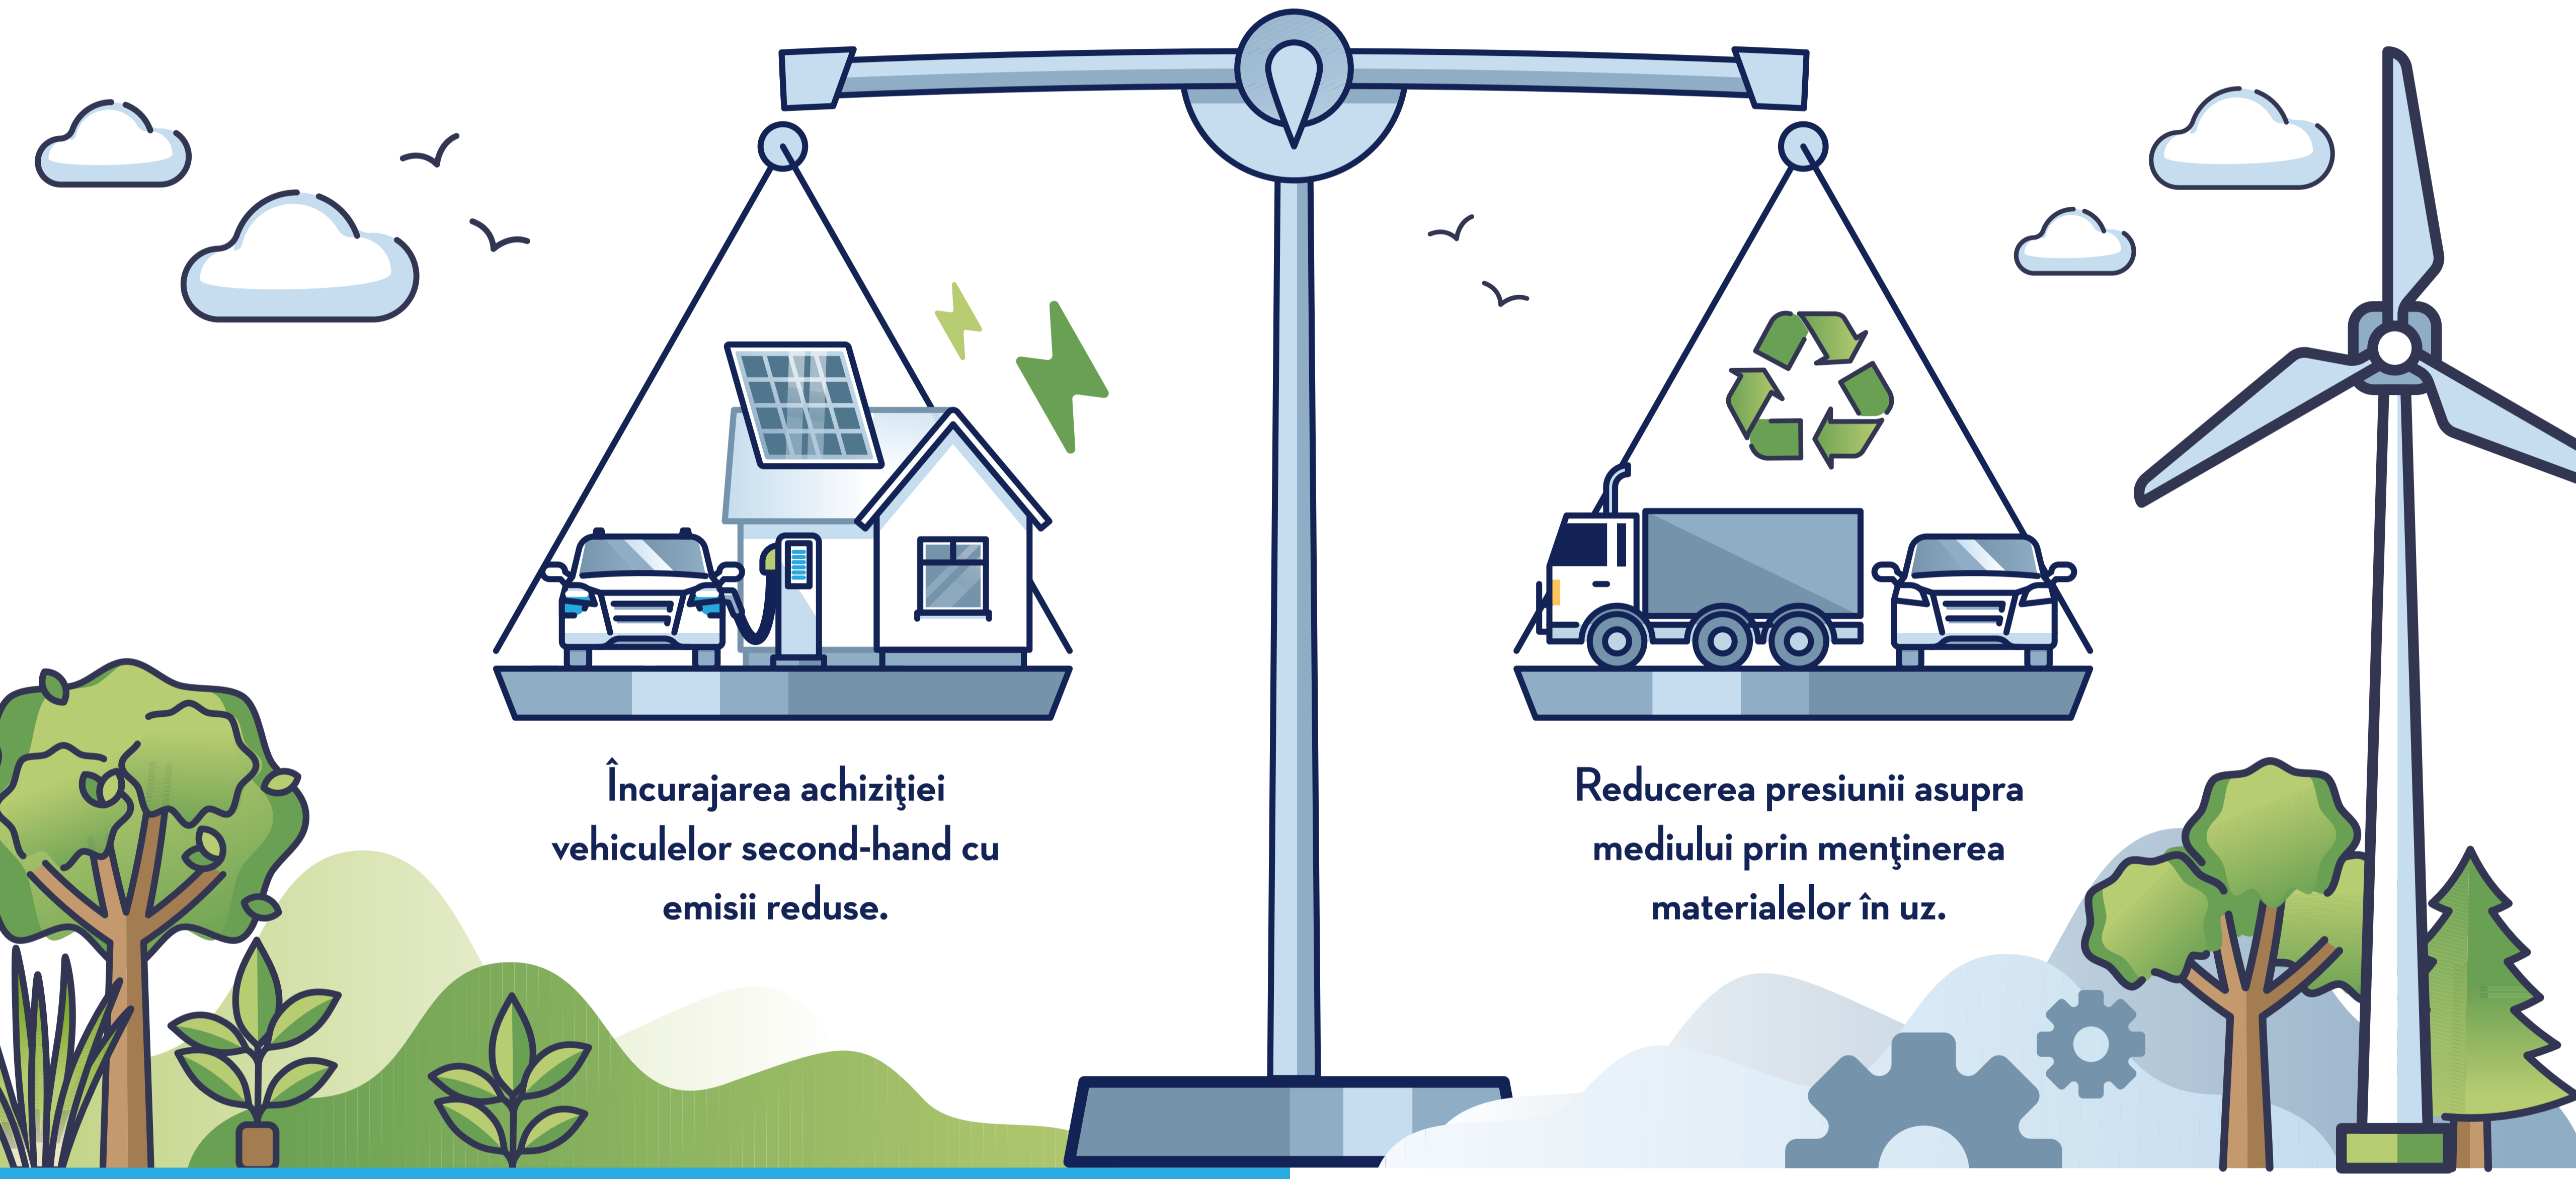 Încurajarea achiziţiei
vehiculelor second-hand cu
emisii reduse.
Reducerea presiunii asupra
mediului prin menţinerea
materialelor în uz.